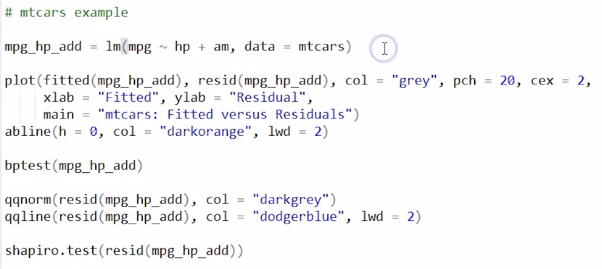 # mtcars example
mpg_hp_add = lm(mpg ~ hp + am, data = mtcars)
plot(fitted(mpg_hp_add), resid(mpg_hp_add), col = "grey", pch = 20, cex = 2,
xlab = "Fitted", ylab = "Residual",
main = "mtcars: Fitted versus Residuals")
abline(h = 0, col = "darkorange", lwd = 2)
bptest(mpg_hp_add)
qqnorm(resid(mpg_hp_add), col = "darkgrey")
qqline(resid(mpg_hp_add), col = "dodgerblue", lwd = 2)
shapiro.test(resid(mpg_hp_add))